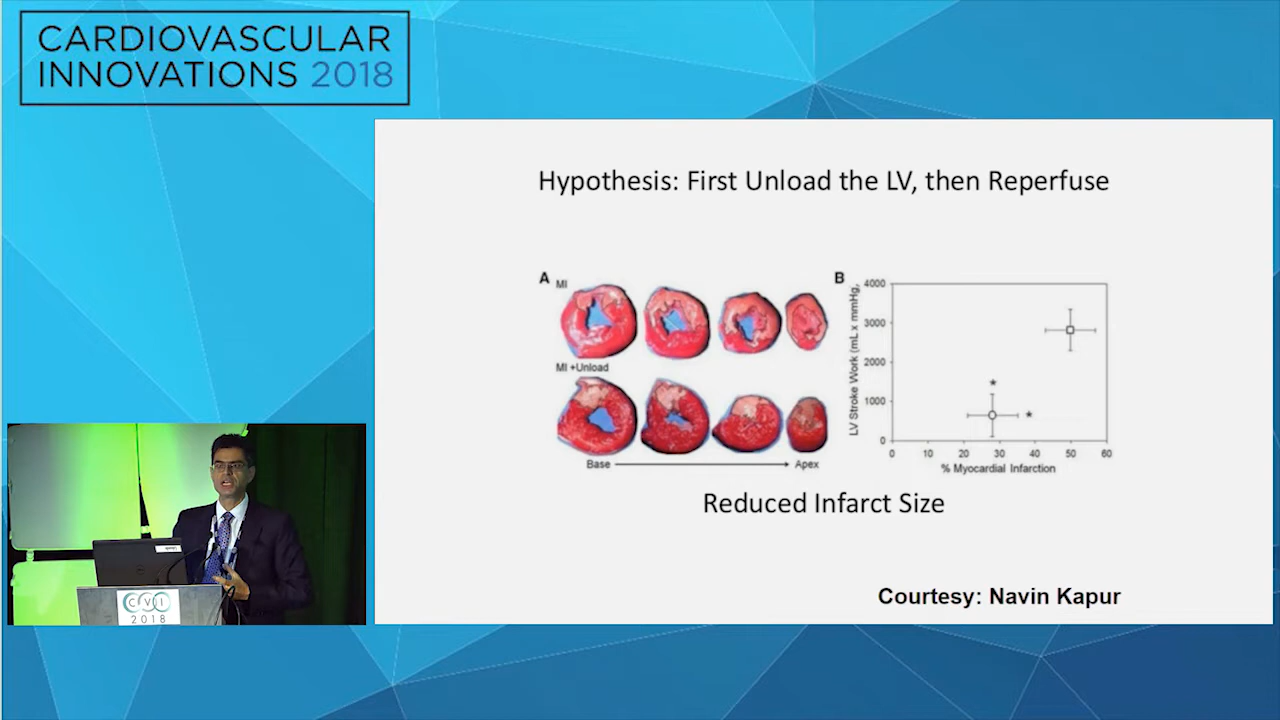 CARDIOVASCULAR
INNOVATIONS 2018
Hypothesis: First Unload the LV, then Reperfuse
A
MI
MI +Unload
Base
Apex
B
LV Stroke Work (mL x mmHg,
4000
3000
2000
1000
0
*
*
0 10 20 30 40 50 60
% Myocardial Infarction
Reduced Infarct Size
Courtesy: Navin Kapur
CVI
2018